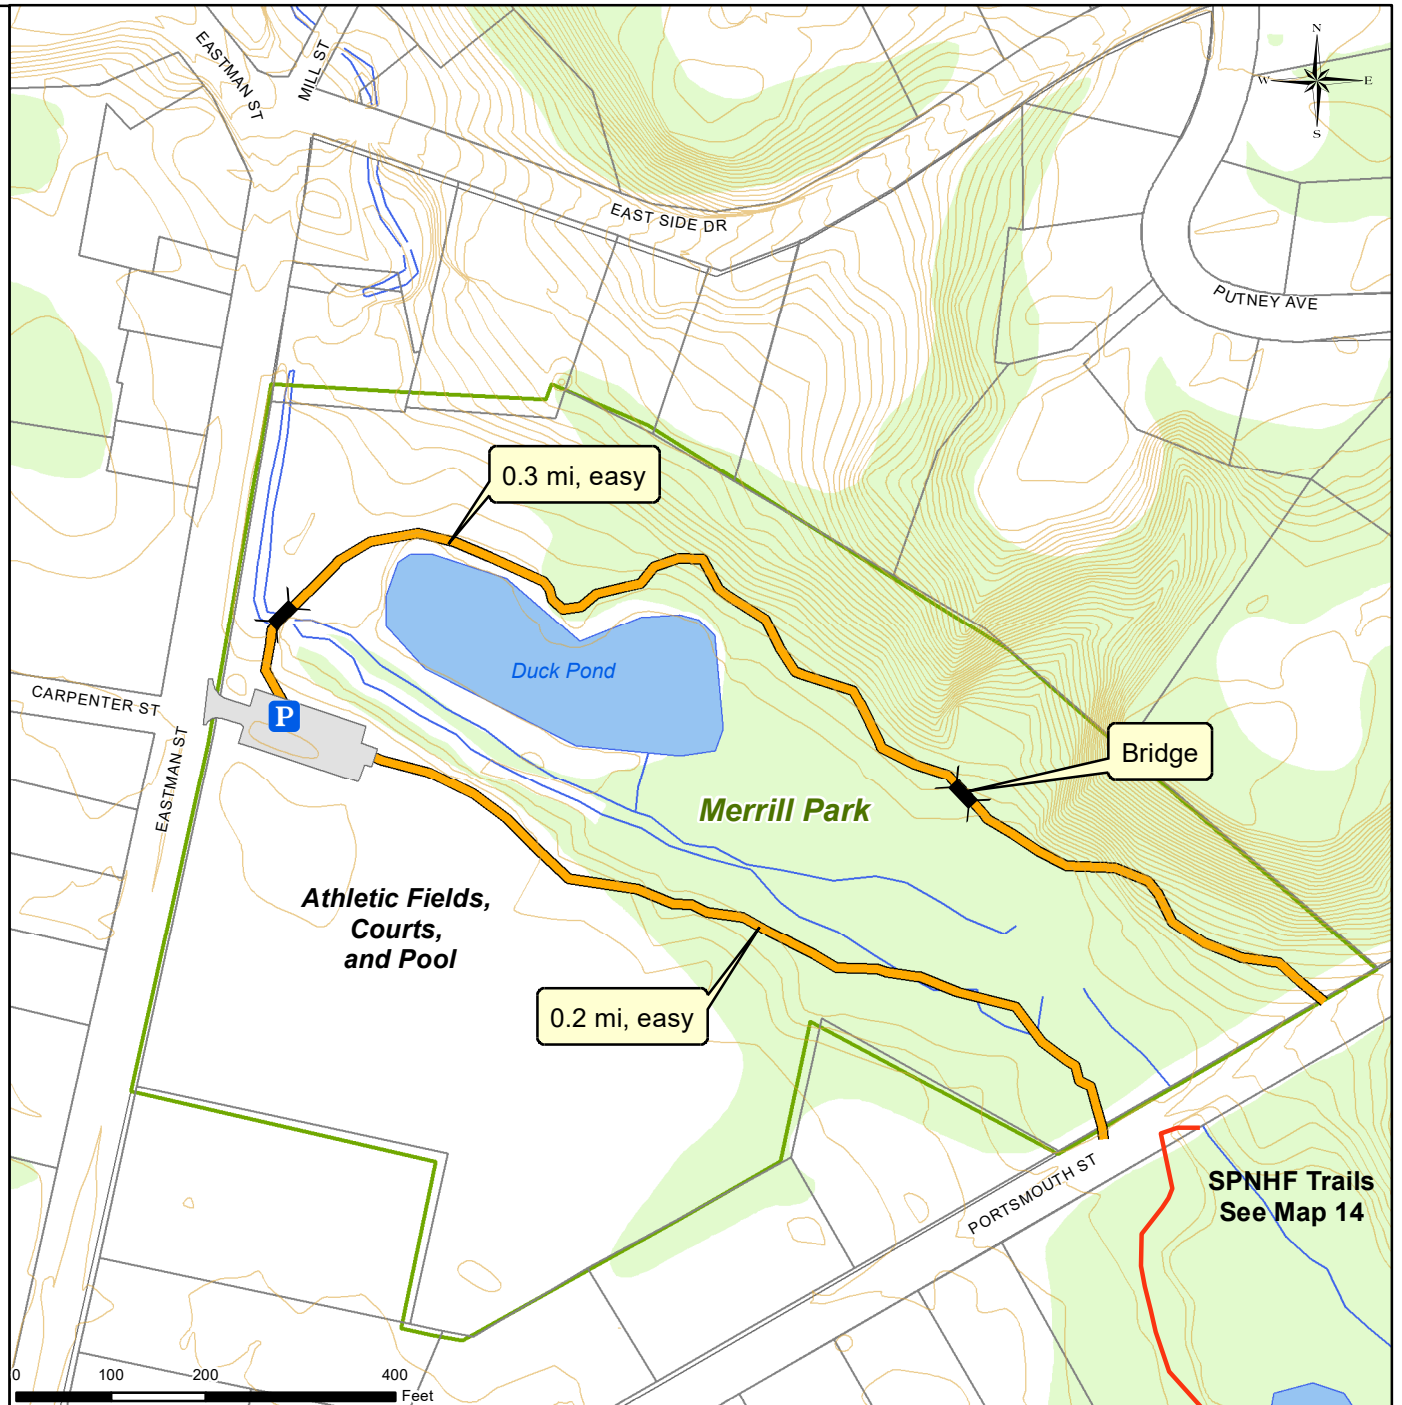 EASTMAN ST
MILL ST
N
W
E
S
EAST SIDE DR
PUTNEY AVE
0.3 mi, easy
Duck Pond
CARPENTER ST
P
EASTMAN ST
Bridge
Merrill Park
Athletic Fields,
Courts,
and Pool
0.2 mi, easy
PORTSMOUTH ST
SPNHF Trails
See Map 14
0 100 200 400
Feet